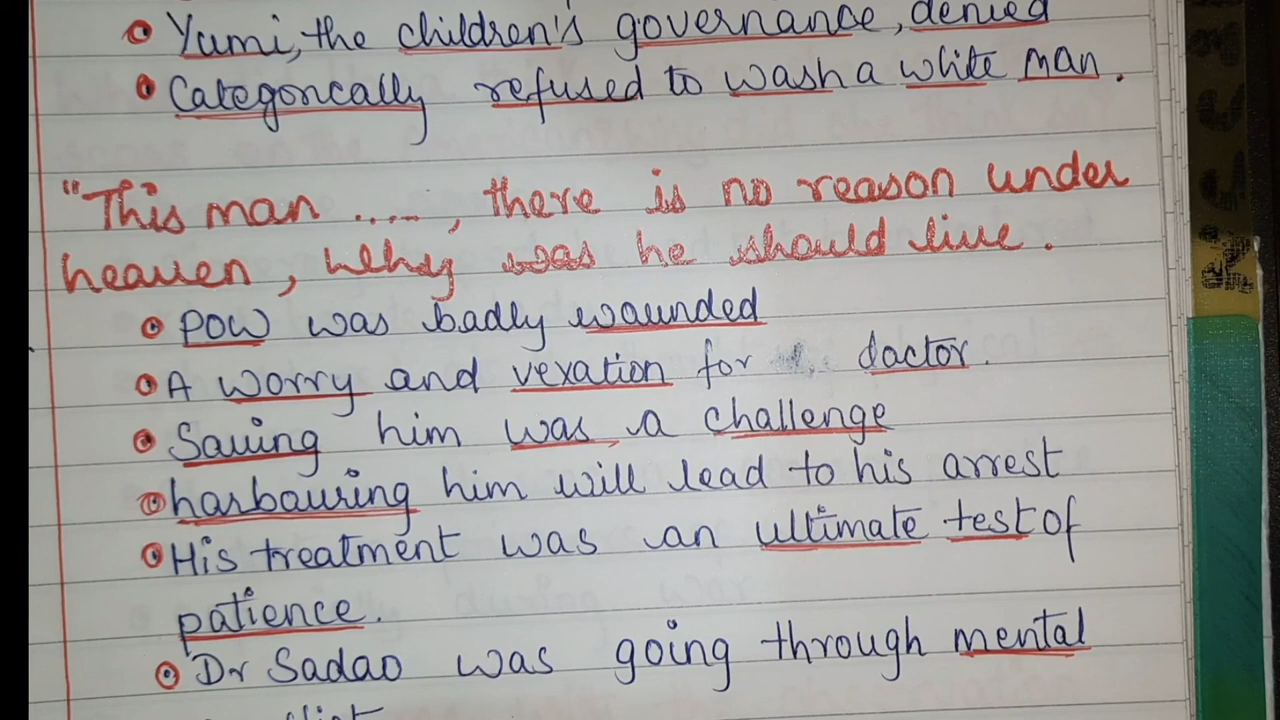 • Yumi, the children's governance, denied
• Categorically refused to wash a white man.
"This man ...., there is no reason under
heaven, why was he should live.
• POW was badly wounded
• A worry and vexation for doctor.
• Saving him was a challenge
• harbouring him will lead to his arrest
• His treatment was an ultimate test of
patience.
• Dr Sadao was going through mental